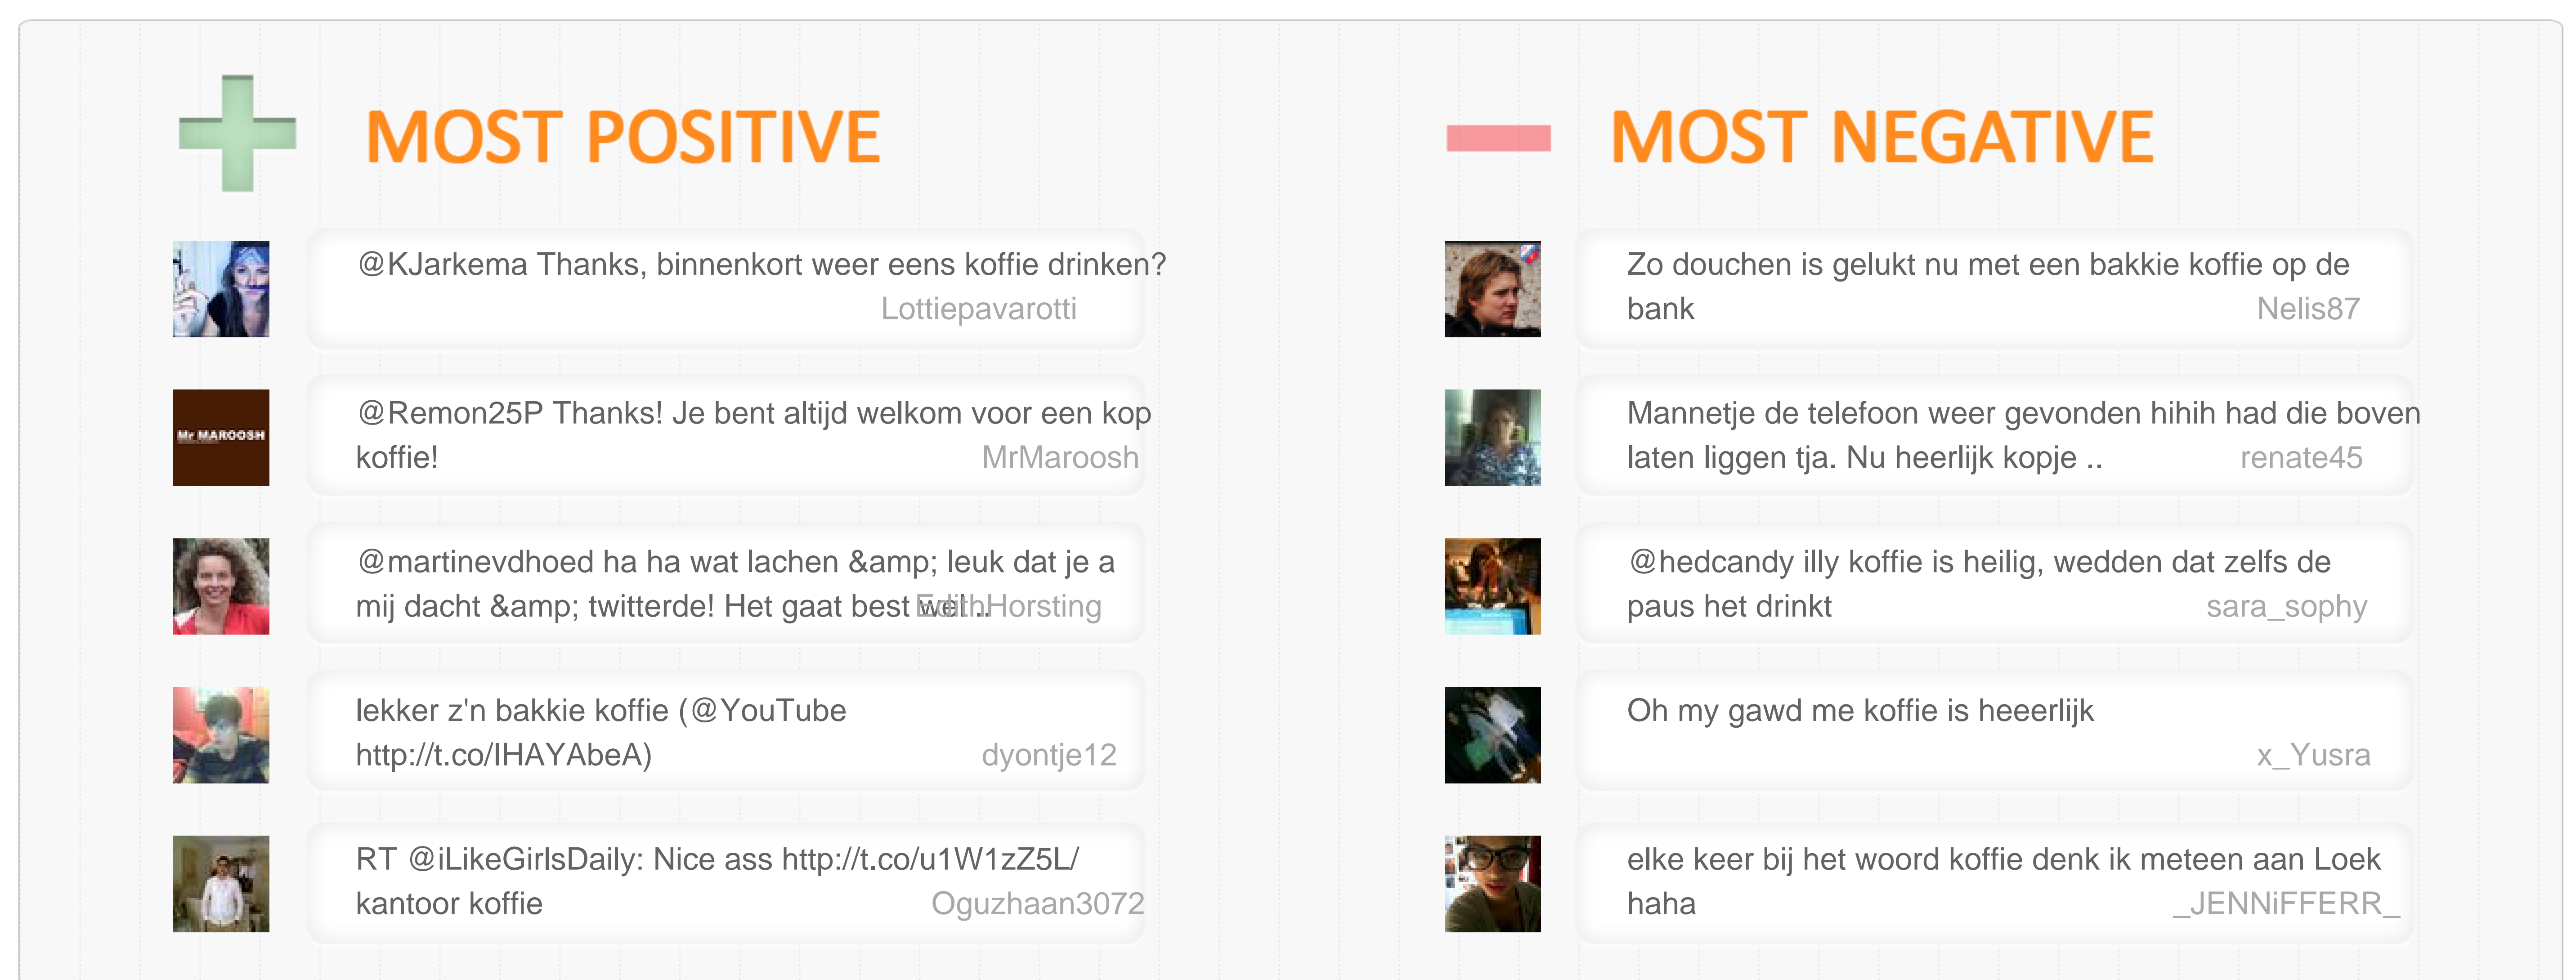 MOST POSITIVE
@KJarkema Thanks, binnenkort weer eens koffie drinken?
Lottiepavarotti
Mr MAROOSH
@Remon25P Thanks! Je bent altijd welkom voor een kop
koffie!
MrMaroosh
@martinevdhoed ha ha wat lachen &amp; leuk dat je a
mij dacht &amp; twitterde! Het gaat best wel ..
EdithHorsting
lekker z'n bakkie koffie (@YouTube
http://t.co/IHAYAbeA)
dyontje12
RT @iLikeGirlsDaily: Nice ass http://t.co/u1W1zZ5L/
kantoor koffie
Oguzhaan3072
MOST NEGATIVE
Zo douchen is gelukt nu met een bakkie koffie op de
bank
Nelis87
Mannetje de telefoon weer gevonden hihih had die boven
laten liggen tja. Nu heerlijk kopje ..
renate45
@hedcandy illy koffie is heilig, wedden dat zelfs de
paus het drinkt
sara_sophy
Oh my gawd me koffie is heeerlijk
x_Yusra
elke keer bij het woord koffie denk ik meteen aan Loek
haha
_JENNiFFERR_